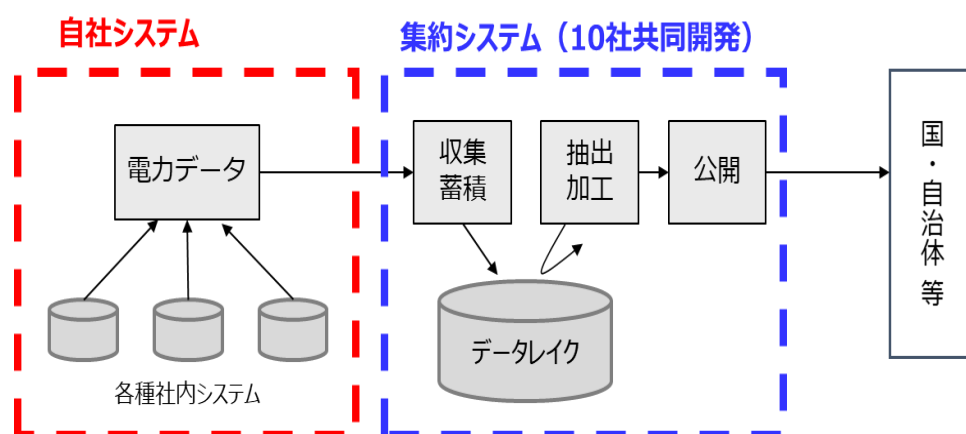 自社システム
集約システム（10社共同開発）
電力データ
各種社内システム
収集
蓄積
抽出
加工
公開
データレイク
国・自治体 等